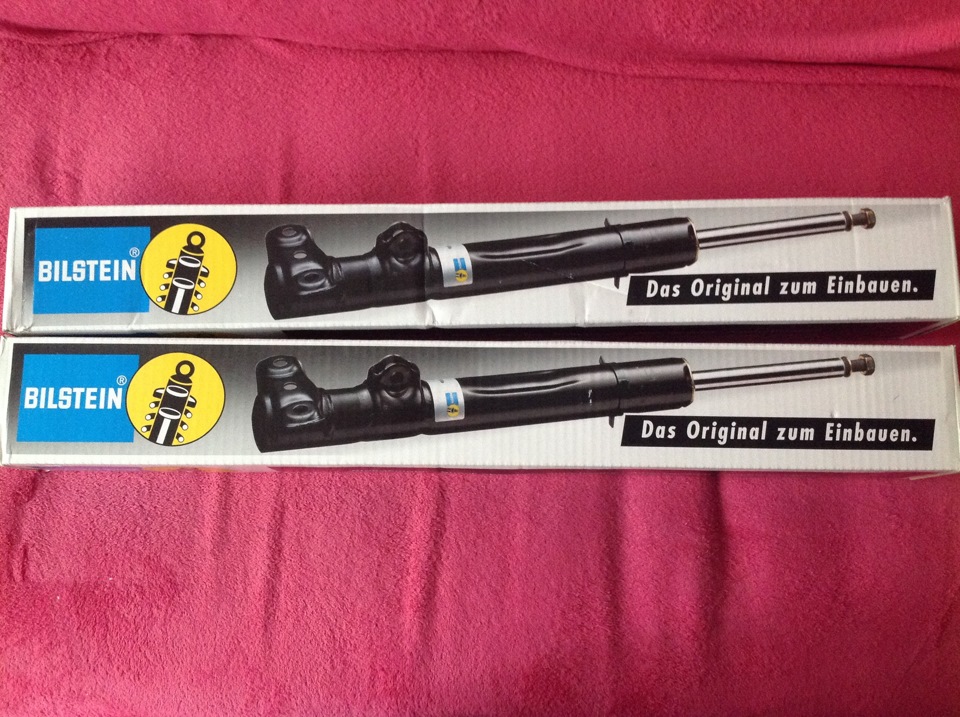 BILSTEIN®
Das Original zum Einbauen.
BILSTEIN®
Das Original zum Einbauen.